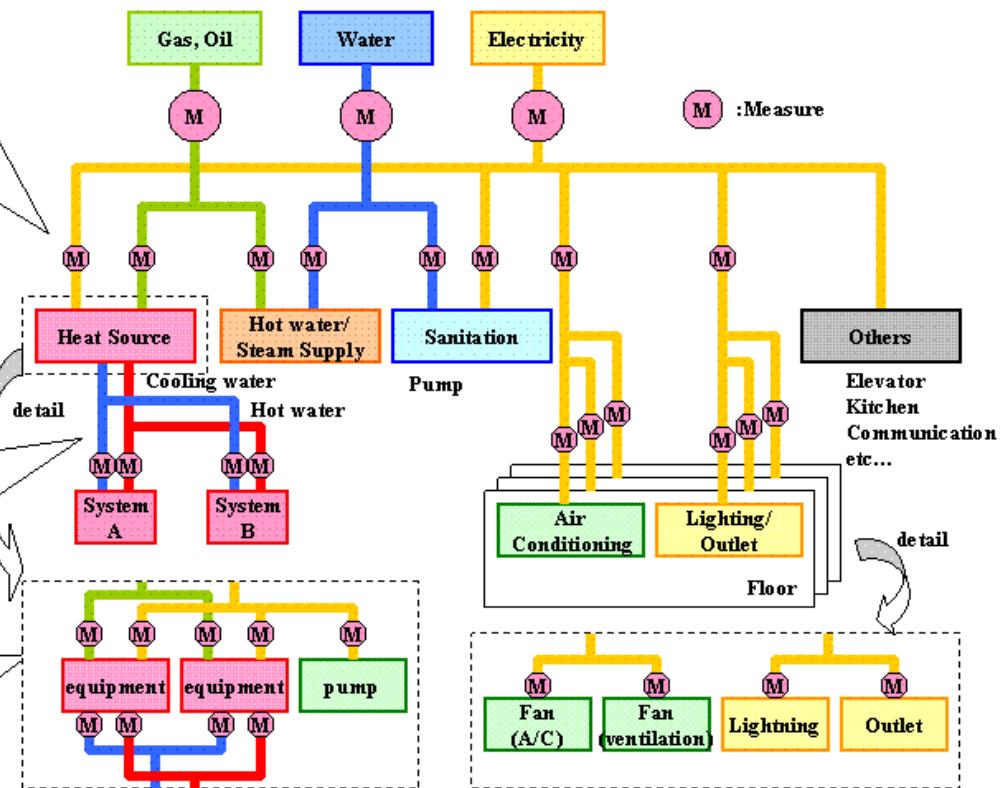 Gas, Oil
Water
Electricity
M
M
M
M
:Measure
M
M
M
M
M
M
M
M
Heat Source
Hot water/
Steam Supply
Sanitation
Others
Cooling water
Pump
Elevator
detail
Hot water
Kitchen
M
M
M
M
M
M
Communication
etc...
M
M
M
M
System
A
System
B
Air
Conditioning
Lighting/
Outlet
detail
Floor
M
M
M
M
M
equipment
equipment
pump
M
M
M
M
M
M
M
M
Fan
(A/C)
Fan
(ventilation)
Lightning
Outlet